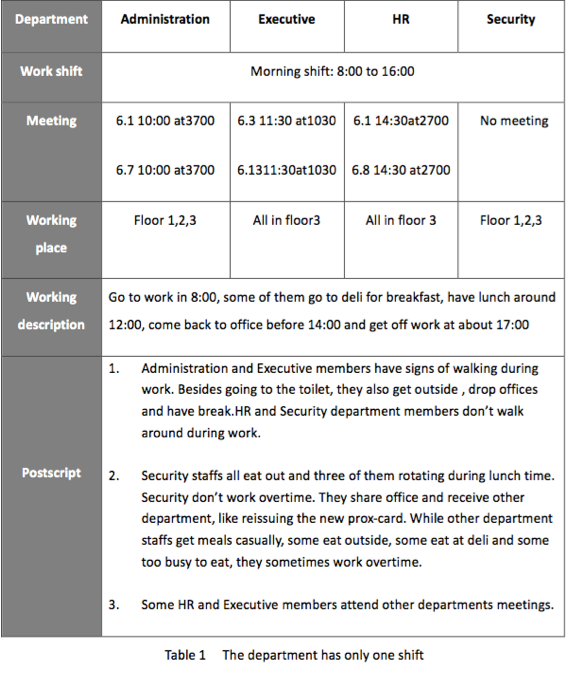 Department Administration Executive HR Security
Work shift Morning shift: 8:00 to 16:00
Meeting 6.1 10:00 at3700 6.3 11:30 at1030 6.1 14:30at2700 No meeting
6.7 10:00 at3700 6.1311:30at1030 6.8 14:30 at2700
Working place Floor 1,2,3 All in floor3 All in floor 3 Floor 1,2,3
Working description
Go to work in 8:00, some of them go to deli for breakfast, have lunch around
12:00, come back to office before 14:00 and get off work at about 17:00
Postscript
1. Administration and Executive members have signs of walking during
work. Besides going to the toilet, they also get outside , drop offices
and have break.HR and Security department members don't walk
around during work.
2. Security staffs all eat out and three of them rotating during lunch time.
Security don't work overtime. They share office and receive other
department, like reissuing the new prox-card. While other department
staffs get meals casually, some eat outside, some eat at deli and some
too busy to eat, they sometimes work overtime.
3. Some HR and Executive members attend other departments meetings.
Table 1 The department has only one shift